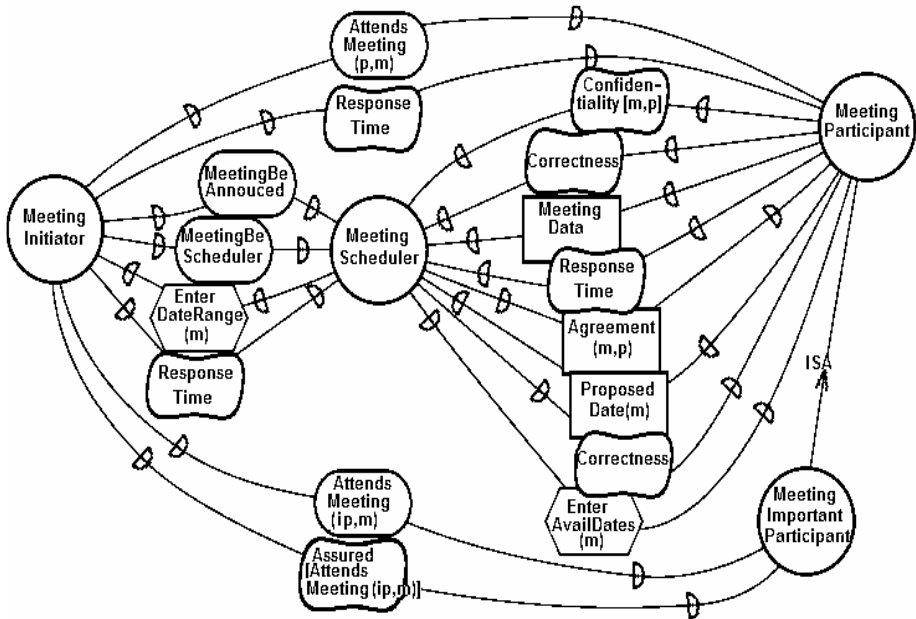 Attends
Meeting
(p,m)
Response
Time
Confiden-
tiality [m,p]
Meeting
Participant
Correctness
MeetingBe
Annouced
Meeting
Data
Meeting
Initiator
Meeting
Scheduler
MeetingBe
Scheduler
Response
Time
Enter
DateRange
(m)
Agreement
(m,p)
Response
Time
Proposed
Date(m)
ISA
Correctness
Attends
Meeting
(ip,m)
Enter
AvailDates
(m)
Meeting
Important
Participant
Assured
[Attends
Meeting (ip,m)]